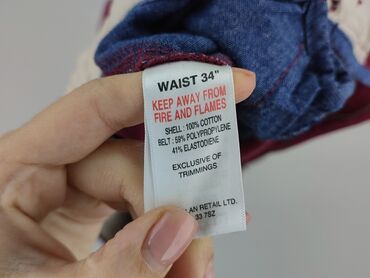 WAIST 34"
KEEP AWAY FROM
FIRE AND FLAMES
SHELL : 100% COTTON
BELT : 59% POLYPROPYLENE
41% ELASTODIENE
EXCLUSIVE OF
TRIMMINGS
LAN RETAIL LTD.
33 7SZ